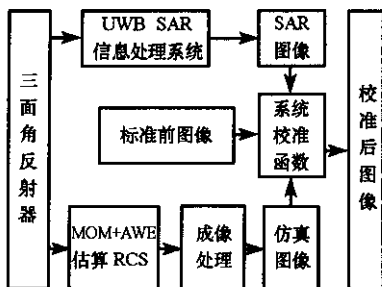 三面角反射器
UWB SAR
信息处理系统
SAR
图像
标准前图像
系统
校准
函数
校准后图像
MOM+AWE
估算 RCS
成像
处理
仿真
图像